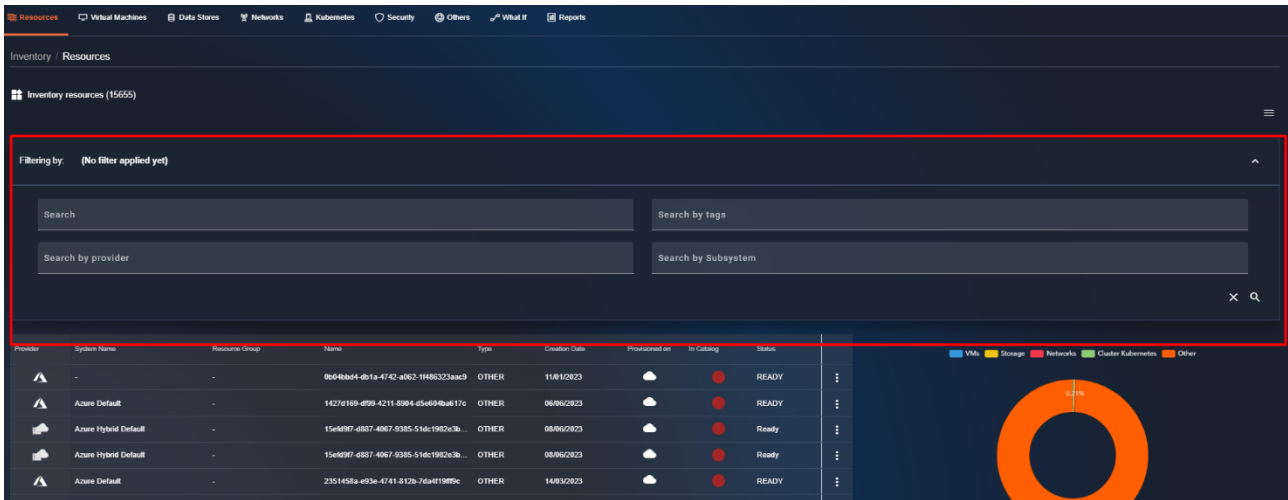 Resources Virtual Machines Data Stores Networks Kubernetes Security Others What If Reports
Inventory / Resources
Inventory resources (15655)
Filtering by: (No filter applied yet)
Search Search by tags
Search by provider Search by Subsystem
Provider System Name Resource Group Name Type Creation Date Provisioned on In Catalog Status
VMs Storage Networks Cluster Kubernetes Other
- - 0b64bbd4-db1a-4742-a062-1f486323aac9 OTHER 11/01/2023 READY
0.21%
Azure Default - 1427d169-df99-4211-8904-d5e604ba617c OTHER 06/06/2023 READY
Azure Hybrid Default - 15efd9f7-d887-4067-9385-51dc1982e3b... OTHER 08/06/2023 Ready
Azure Hybrid Default - 15efd9f7-d887-4067-9385-51dc1982e3b... OTHER 08/06/2023 Ready
Azure Default - 2351458a-e93e-4741-812b-7da4f19fff9c OTHER 14/03/2023 READY